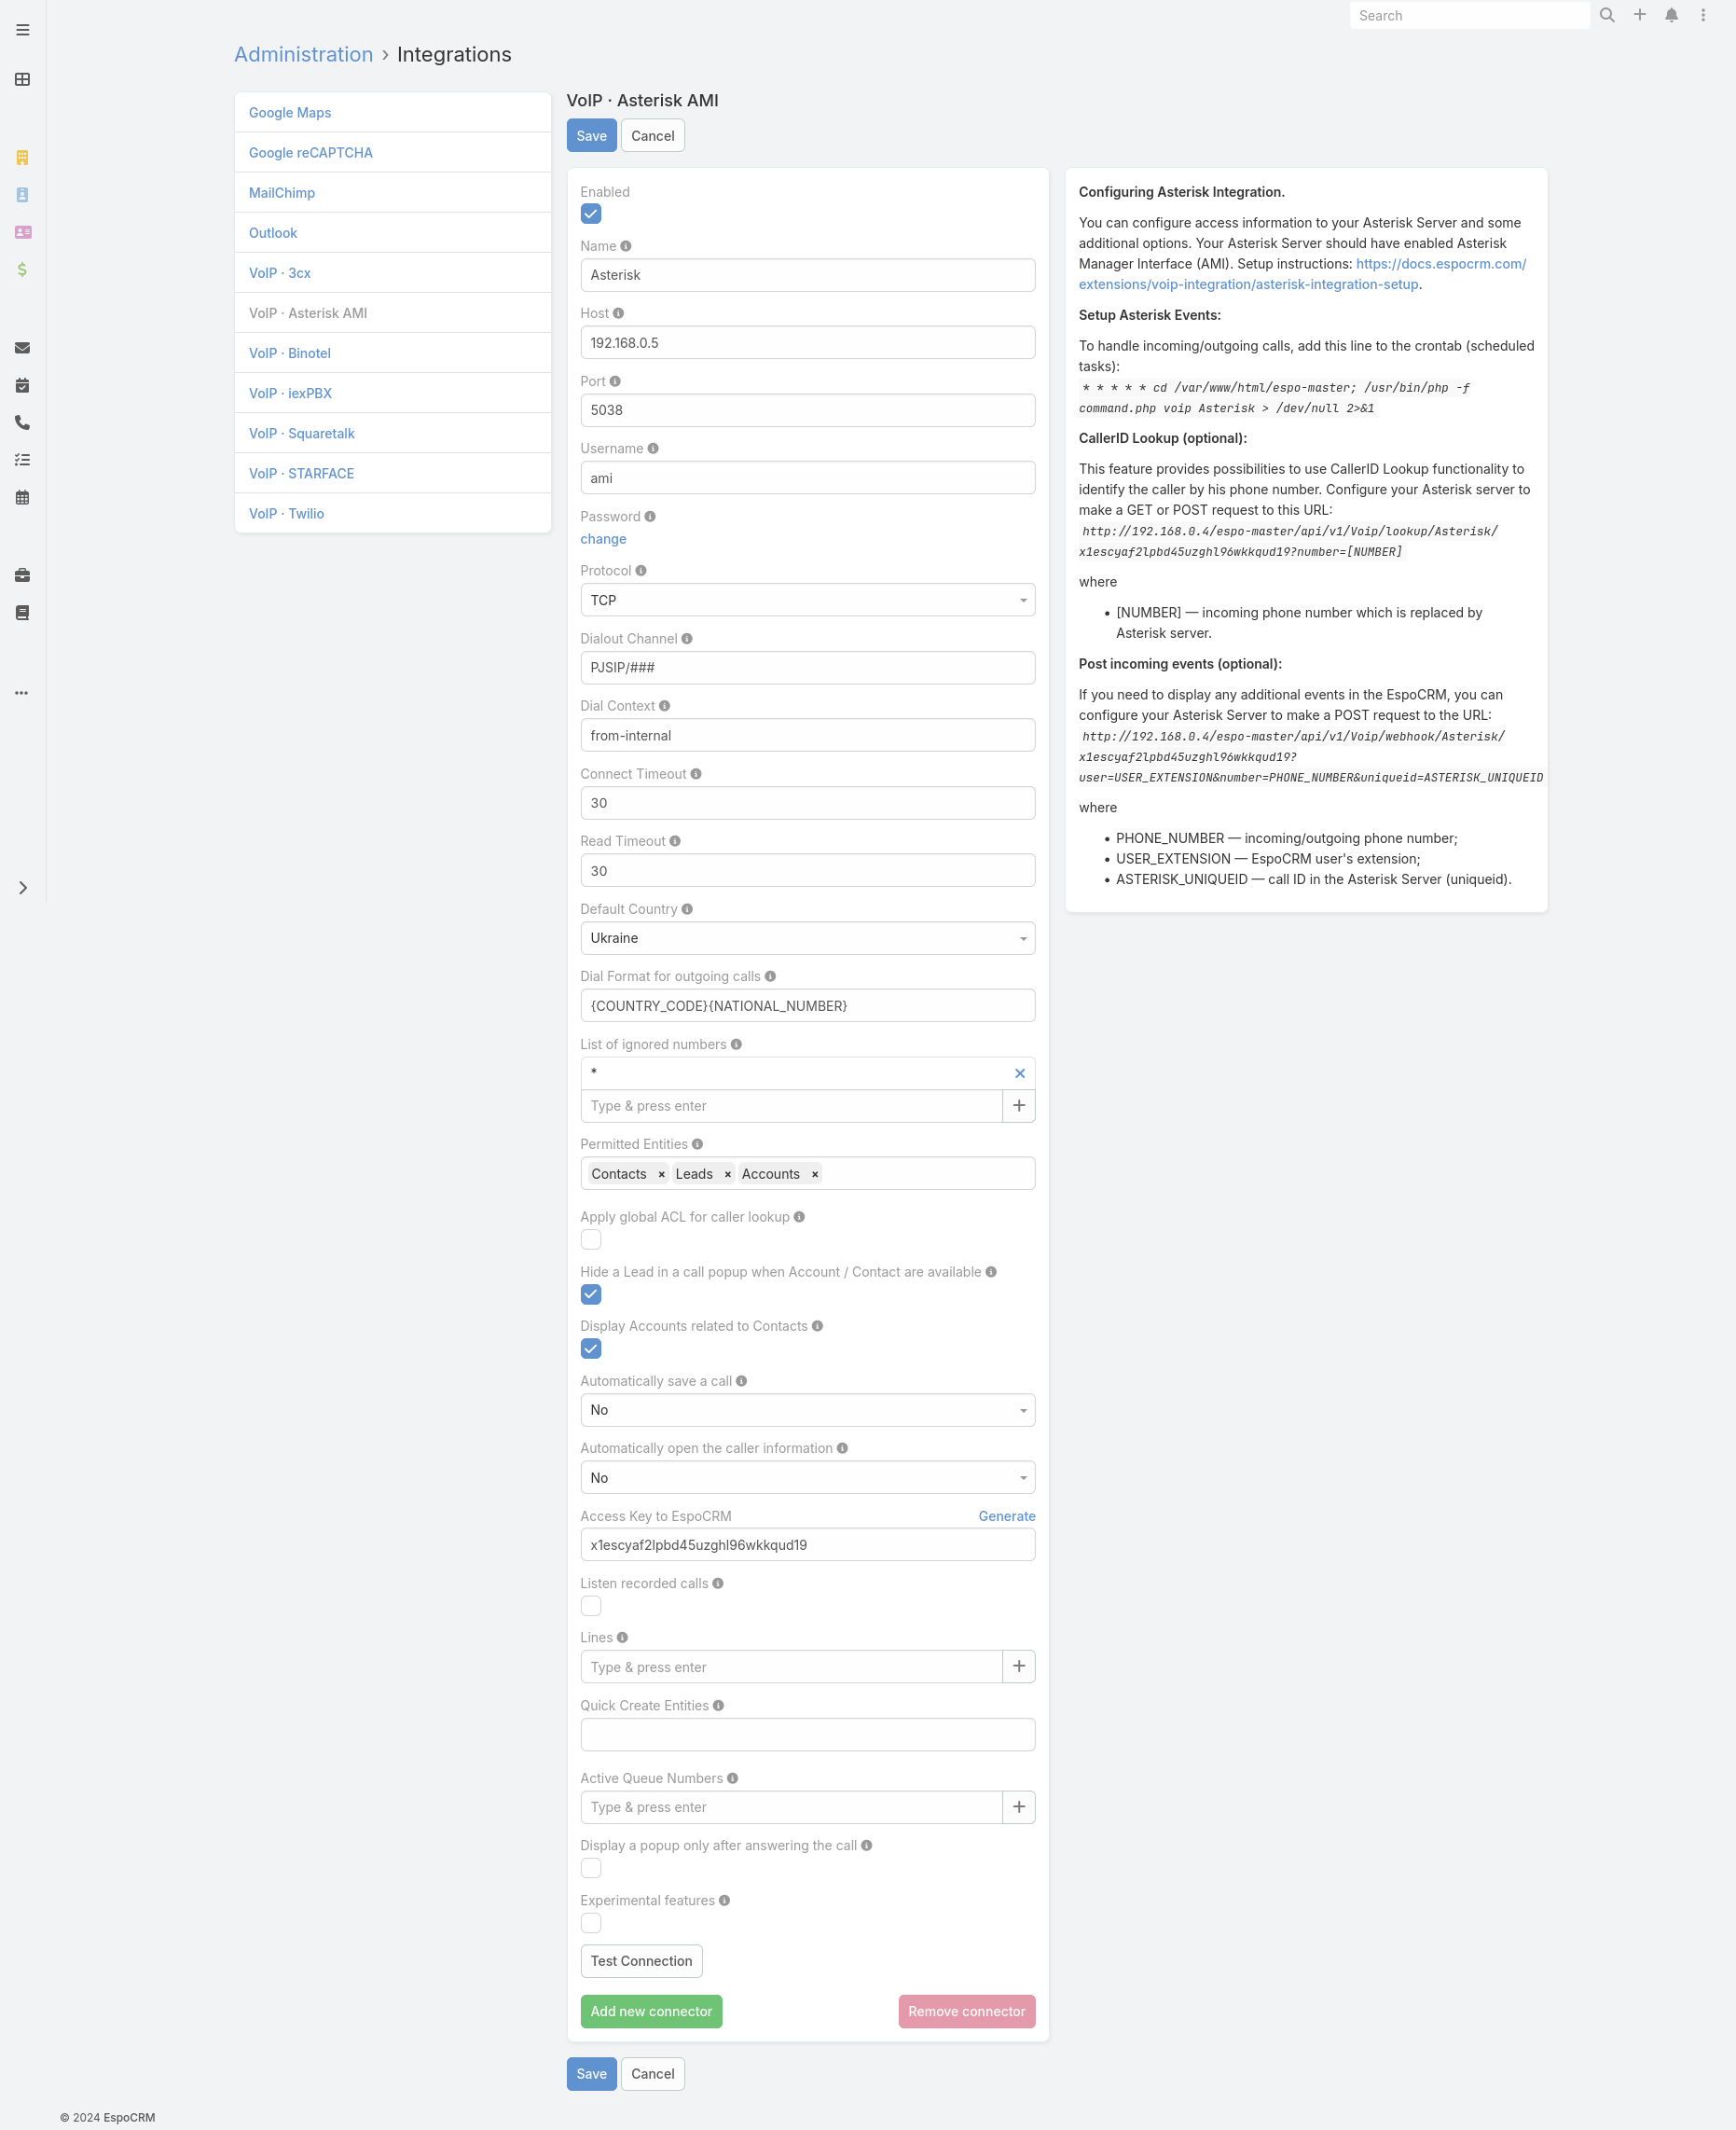 Search
Administration › Integrations
Google Maps
Google reCAPTCHA
MailChimp
Outlook
VoIP · 3cx
VoIP · Asterisk AMI
VoIP · Binotel
VoIP · iexPBX
VoIP · Squaretalk
VoIP · STARFACE
VoIP · Twilio
VoIP · Asterisk AMI
Save Cancel
Enabled
Name
Asterisk
Host
192.168.0.5
Port
5038
Username
ami
Password
change
Protocol
TCP
Dialout Channel
PJSIP/###
Dial Context
from-internal
Connect Timeout
30
Read Timeout
30
Default Country
Ukraine
Dial Format for outgoing calls
{COUNTRY_CODE}{NATIONAL_NUMBER}
List of ignored numbers
*
Type & press enter
Permitted Entities
Contacts × Leads × Accounts ×
Apply global ACL for caller lookup
Hide a Lead in a call popup when Account / Contact are available
Display Accounts related to Contacts
Automatically save a call
No
Automatically open the caller information
No
Access Key to EspoCRM Generate
x1escyaf2lpbd45uzghl96wkkqud19
Listen recorded calls
Lines
Type & press enter
Quick Create Entities
Active Queue Numbers
Type & press enter
Display a popup only after answering the call
Experimental features
Test Connection
Add new connector Remove connector
Save Cancel
Configuring Asterisk Integration.
You can configure access information to your Asterisk Server and some
additional options. Your Asterisk Server should have enabled Asterisk
Manager Interface (AMI). Setup instructions: https://docs.espocrm.com/
extensions/voip-integration/asterisk-integration-setup.
Setup Asterisk Events:
To handle incoming/outgoing calls, add this line to the crontab (scheduled
tasks):
* * * * * cd /var/www/html/espo-master; /usr/bin/php -f
command.php voip Asterisk > /dev/null 2>&1
CallerID Lookup (optional):
This feature provides possibilities to use CallerID Lookup functionality to
identify the caller by his phone number. Configure your Asterisk server to
make a GET or POST request to this URL:
http://192.168.0.4/espo-master/api/v1/Voip/lookup/Asterisk/
x1escyaf2lpbd45uzghl96wkkqud19?number=[NUMBER]
where
• [NUMBER] — incoming phone number which is replaced by
Asterisk server.
Post incoming events (optional):
If you need to display any additional events in the EspoCRM, you can
configure your Asterisk Server to make a POST request to the URL:
http://192.168.0.4/espo-master/api/v1/Voip/webhook/Asterisk/
x1escyaf2lpbd45uzghl96wkkqud19?
user=USER_EXTENSION&number=PHONE_NUMBER&uniqueid=ASTERISK_UNIQUEID
where
• PHONE_NUMBER — incoming/outgoing phone number;
• USER_EXTENSION — EspoCRM user's extension;
• ASTERISK_UNIQUEID — call ID in the Asterisk Server (uniqueid).
© 2024 EspoCRM